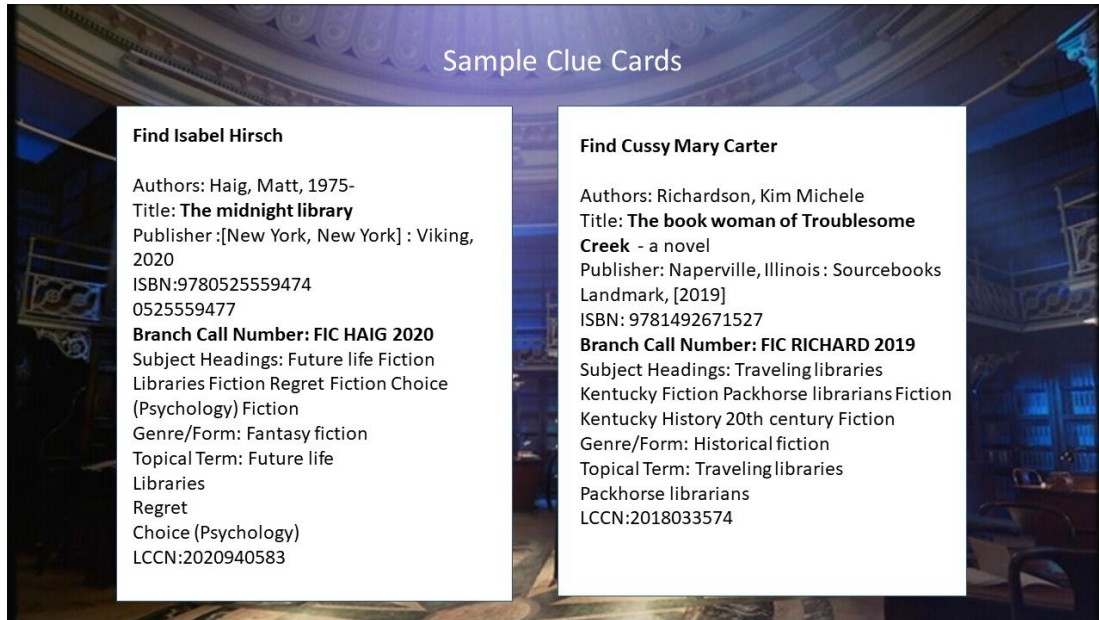 Sample Clue Cards
Find Isabel Hirsch
Authors: Haig, Matt, 1975-
Title: The midnight library
Publisher :[New York, New York] : Viking,
2020
ISBN:9780525559474
0525559477
Branch Call Number: FIC HAIG 2020
Subject Headings: Future life Fiction
Libraries Fiction Regret Fiction Choice
(Psychology) Fiction
Genre/Form: Fantasy fiction
Topical Term: Future life
Libraries
Regret
Choice (Psychology)
LCCN:2020940583
Find Cussy Mary Carter
Authors: Richardson, Kim Michele
Title: The book woman of Troublesome
Creek - a novel
Publisher: Naperville, Illinois : Sourcebooks
Landmark, [2019]
ISBN: 9781492671527
Branch Call Number: FIC RICHARD 2019
Subject Headings: Traveling libraries
Kentucky Fiction Packhorse librarians Fiction
Kentucky History 20th century Fiction
Genre/Form: Historical fiction
Topical Term: Traveling libraries
Packhorse librarians
LCCN:2018033574